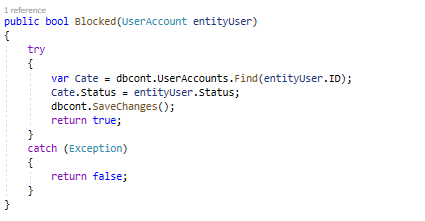 1 reference
public bool Blocked(UserAccount entityUser)
{
try
{
var Cate = dbcont.UserAccounts.Find(entityUser.ID);
Cate.Status = entityUser.Status;
dbcont.SaveChanges();
return true;
}
catch (Exception)
{
return false;
}
}